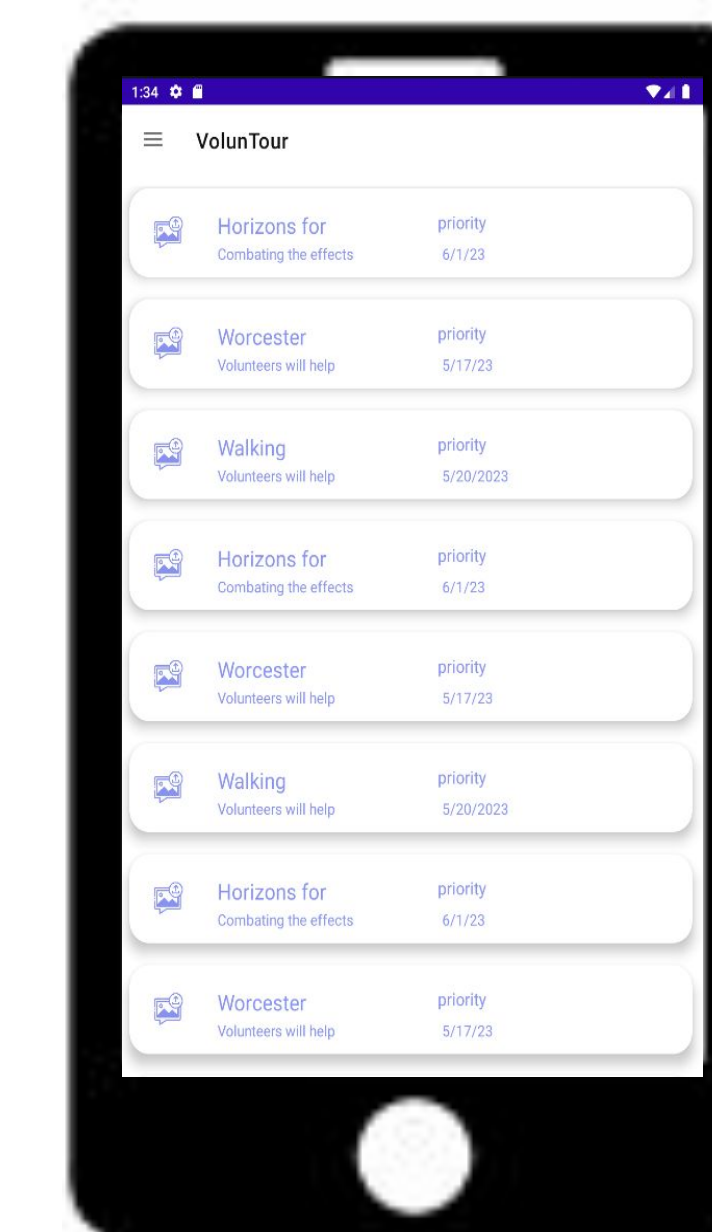 1:34
VolunTour
Horizons for priority
Combating the effects 6/1/23
Worcester priority
Volunteers will help 5/17/23
Walking priority
Volunteers will help 5/20/2023
Horizons for priority
Combating the effects 6/1/23
Worcester priority
Volunteers will help 5/17/23
Walking priority
Volunteers will help 5/20/2023
Horizons for priority
Combating the effects 6/1/23
Worcester priority
Volunteers will help 5/17/23